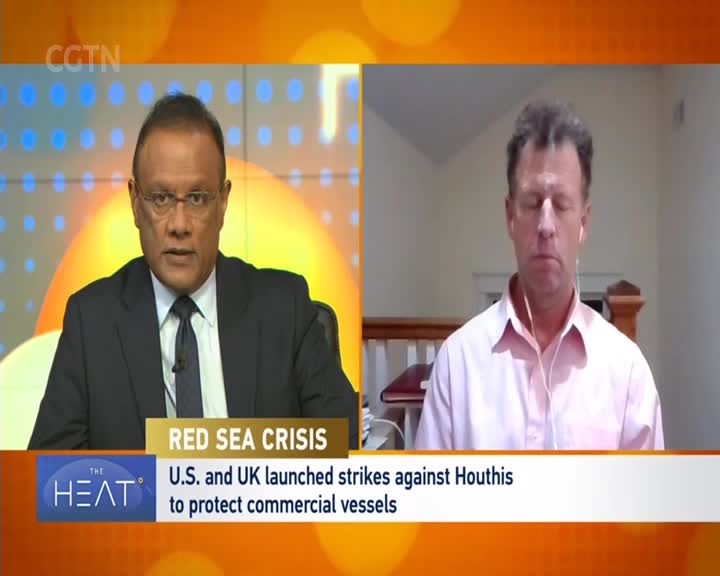 CGTN
RED SEA CRISIS
THE
HEAT
U.S. and UK launched strikes against Houthis
to protect commercial vessels